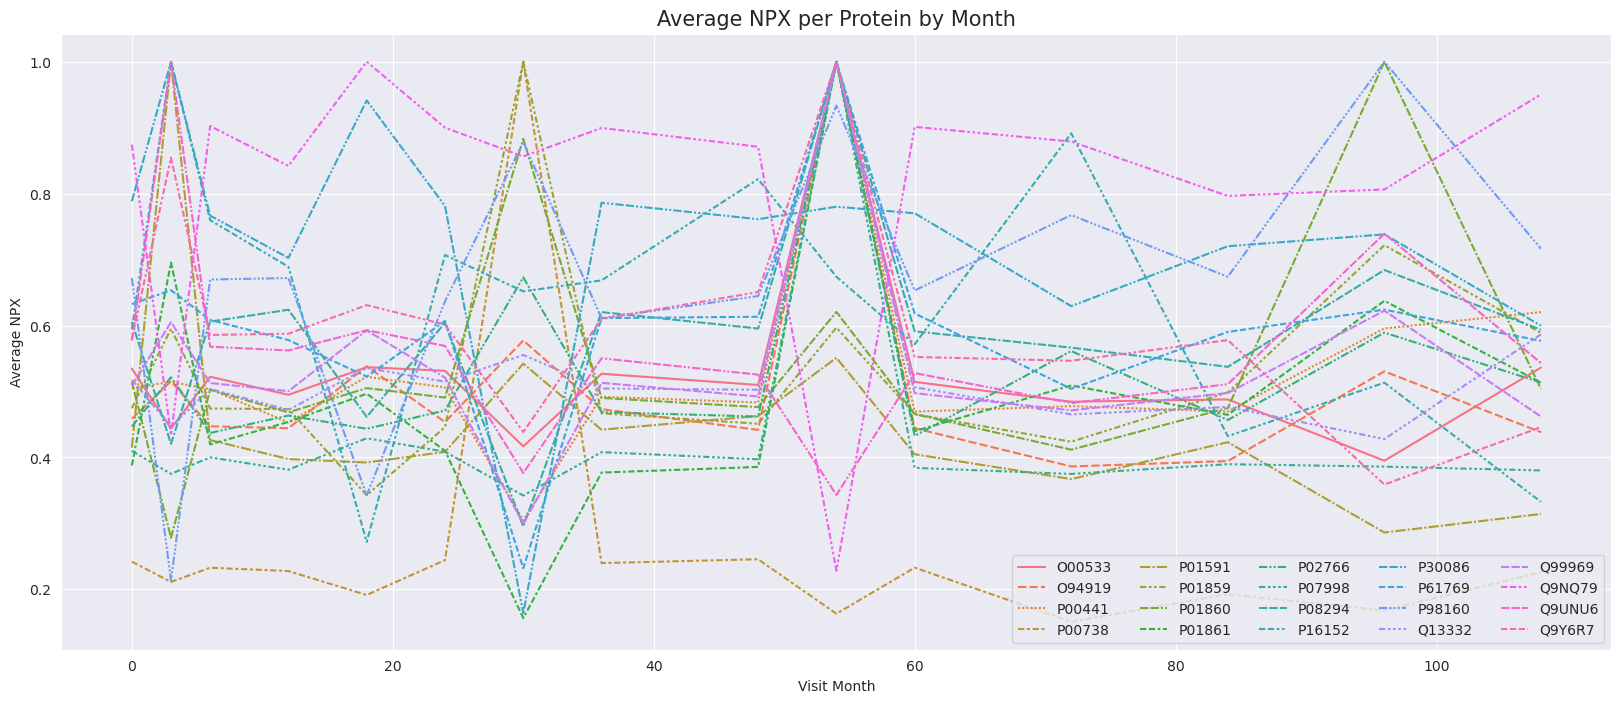 Average NPX per Protein by Month
Average NPX
1.0
0.8
0.6
0.4
0.2
0 20 40 60 80 100
Visit Month
O00533 P01591 P02766 P30086 Q99969
O94919 P01859 P07998 P61769 Q9NQ79
P00441 P01860 P08294 P98160 Q9UNU6
P00738 P01861 P16152 Q13332 Q9Y6R7